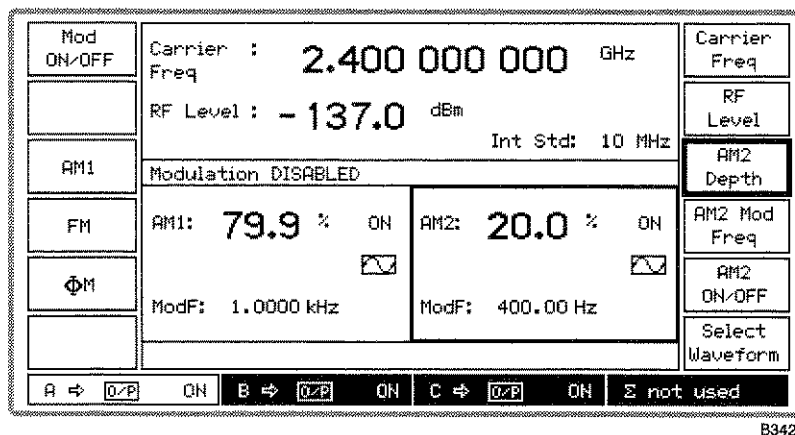 Mod
ON/OFF
AM1
FM
ΦM
Carrier :
Freq
2.400 000 000 GHz
RF Level : - 137.0 dBm
Int Std: 10 MHz
Modulation DISABLED
AM1: 79.9 % ON
ModF: 1.0000 kHz
AM2: 20.0 % ON
ModF: 400.00 Hz
Carrier
Freq
RF
Level
AM2
Depth
AM2 Mod
Freq
AM2
ON/OFF
Select
Waveform
A ⇨ O/P ON B ⇨ O/P ON C ⇨ O/P ON Σ not used
B342